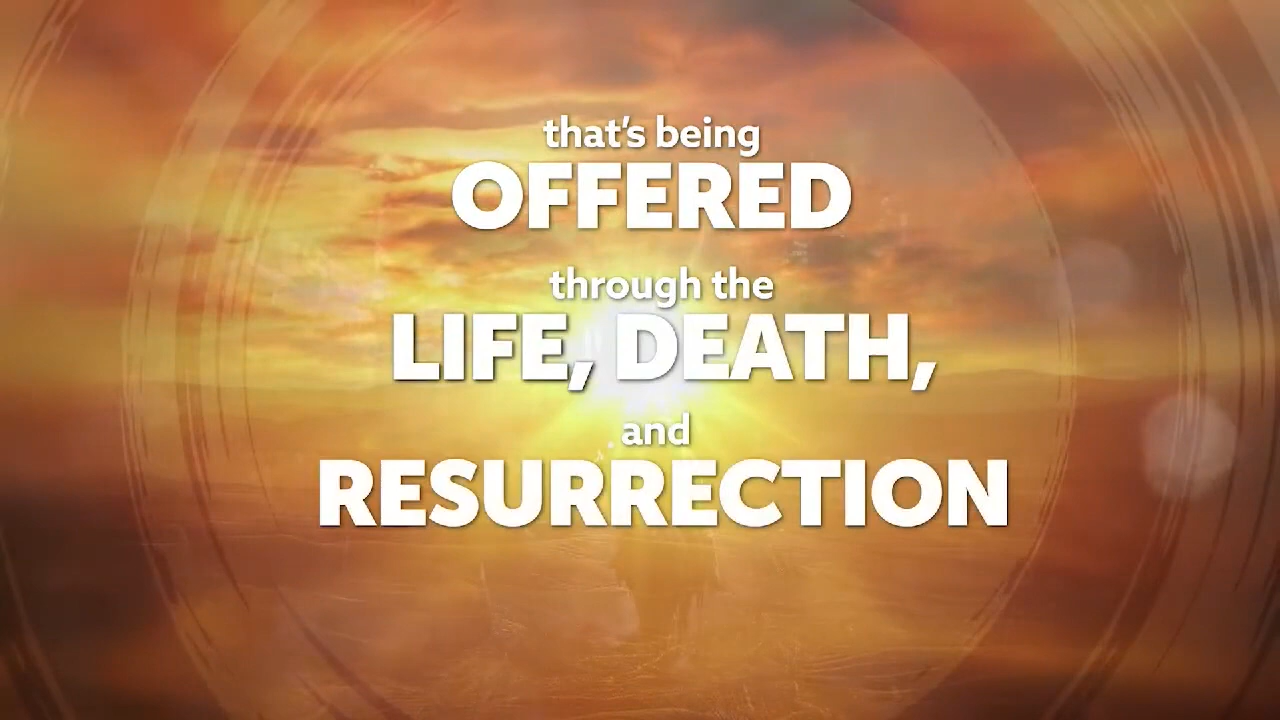 that's being
OFFERED
through the
LIFE, DEATH,
and
RESURRECTION